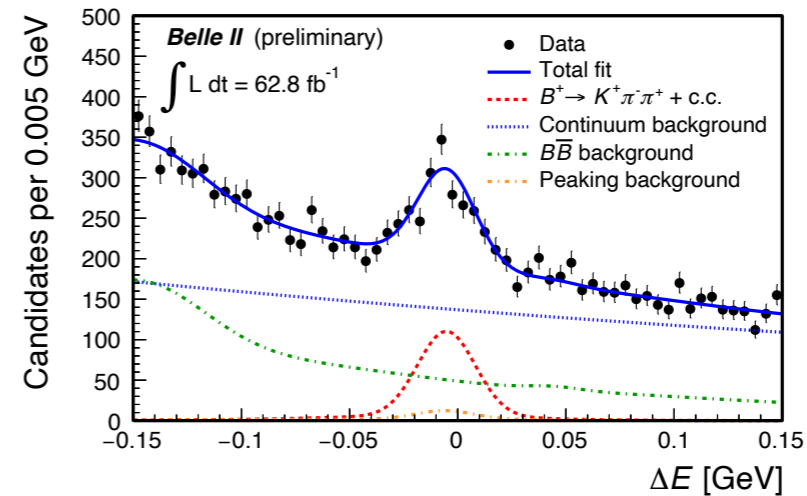 Candidates per 0.005 GeV
500
450
400
350
300
250
200
150
100
50
0
Belle II (preliminary)
∫ L dt = 62.8 fb⁻¹
Data
Total fit
B⁺→ K⁺π⁻π⁺ + c.c.
Continuum background
BB̅ background
Peaking background
−0.15 −0.1 −0.05 0 0.05 0.1 0.15
ΔE [GeV]